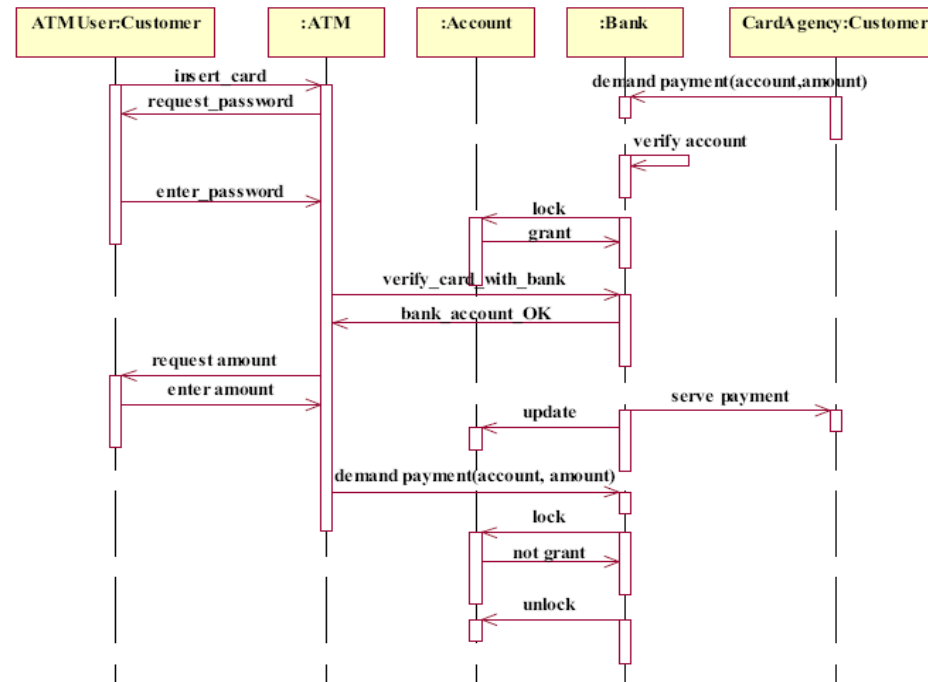 ATMUser:Customer
:ATM
:Account
:Bank
CardAgency:Customer
insert_card
demand payment(account,amount)
request_password
verify account
enter_password
lock
grant
verify_card_with_bank
bank_account_OK
request amount
enter amount
serve payment
update
demand payment(account, amount)
lock
not grant
unlock